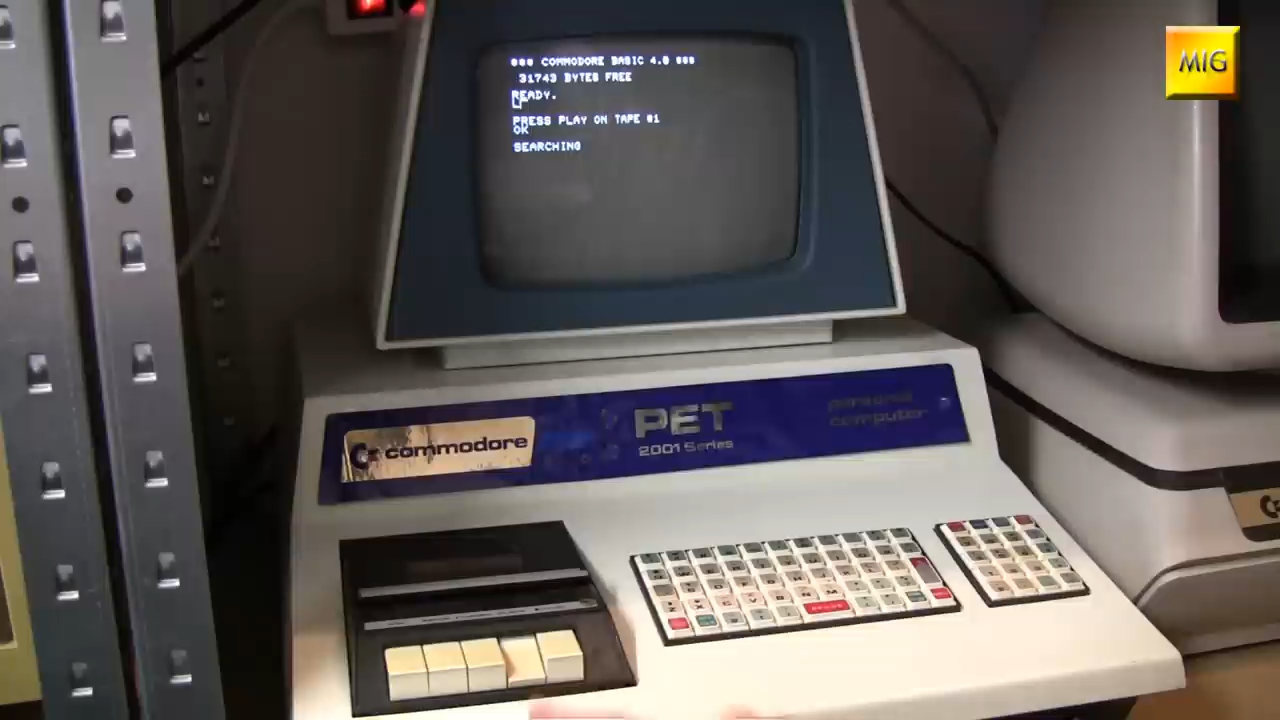 MIG
*** COMMODORE BASIC 4.0 ***
31743 BYTES FREE
READY.
PRESS PLAY ON TAPE #1
OK
SEARCHING
commodore
PET
2001 Series
personal
computer